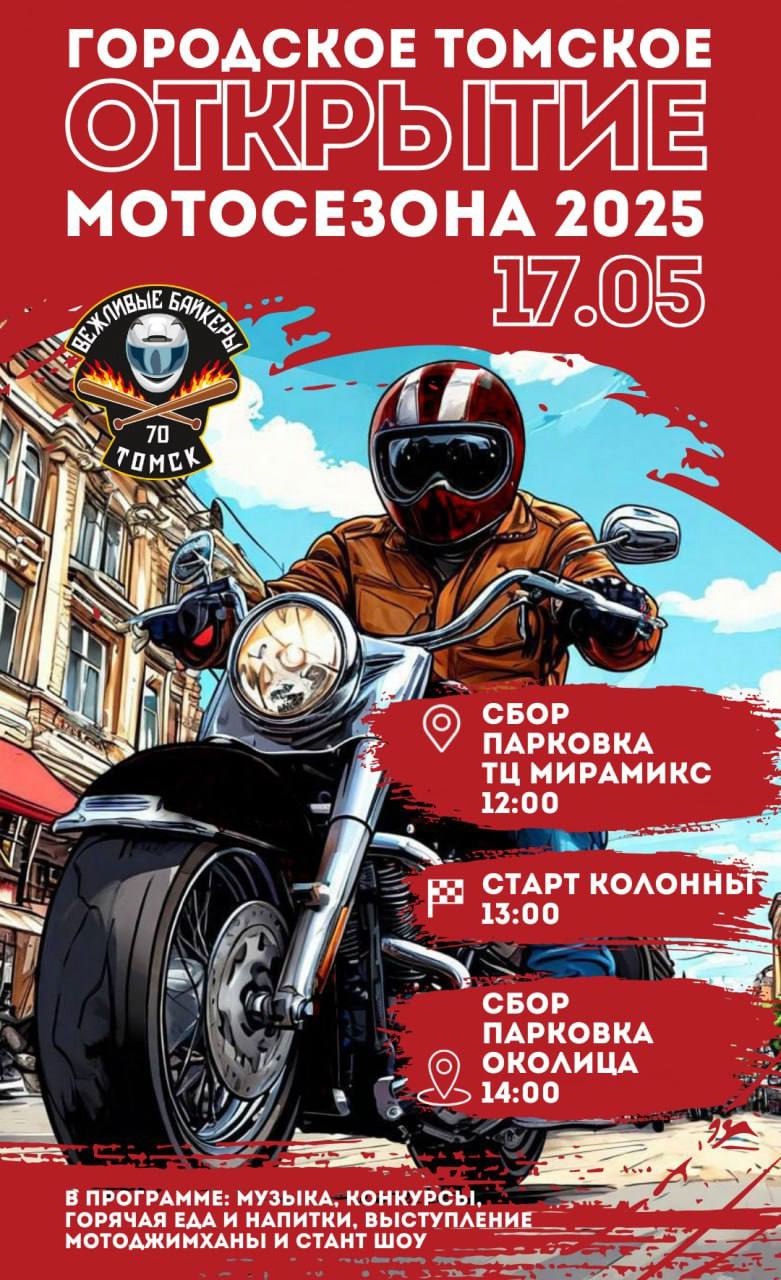 ГОРОДСКОЕ ТОМСКОЕ
ОТКРЫТИЕ
МОТОСЕЗОНА 2025
17.05
ВЕЖЛИВЫЕ БАЙКЕРЫ
70
ТОМСК
СБОР
ПАРКОВКА
ТЦ МИРАМИКС
12:00
СТАРТ КОЛОННЫ
13:00
СБОР
ПАРКОВКА
ОКОЛИЦА
14:00
В ПРОГРАММЕ: МУЗЫКА, КОНКУРСЫ,
ГОРЯЧАЯ ЕДА И НАПИТКИ, ВЫСТУПЛЕНИЕ
МОТОДЖИМХАНЫ И СТАНТ ШОУ